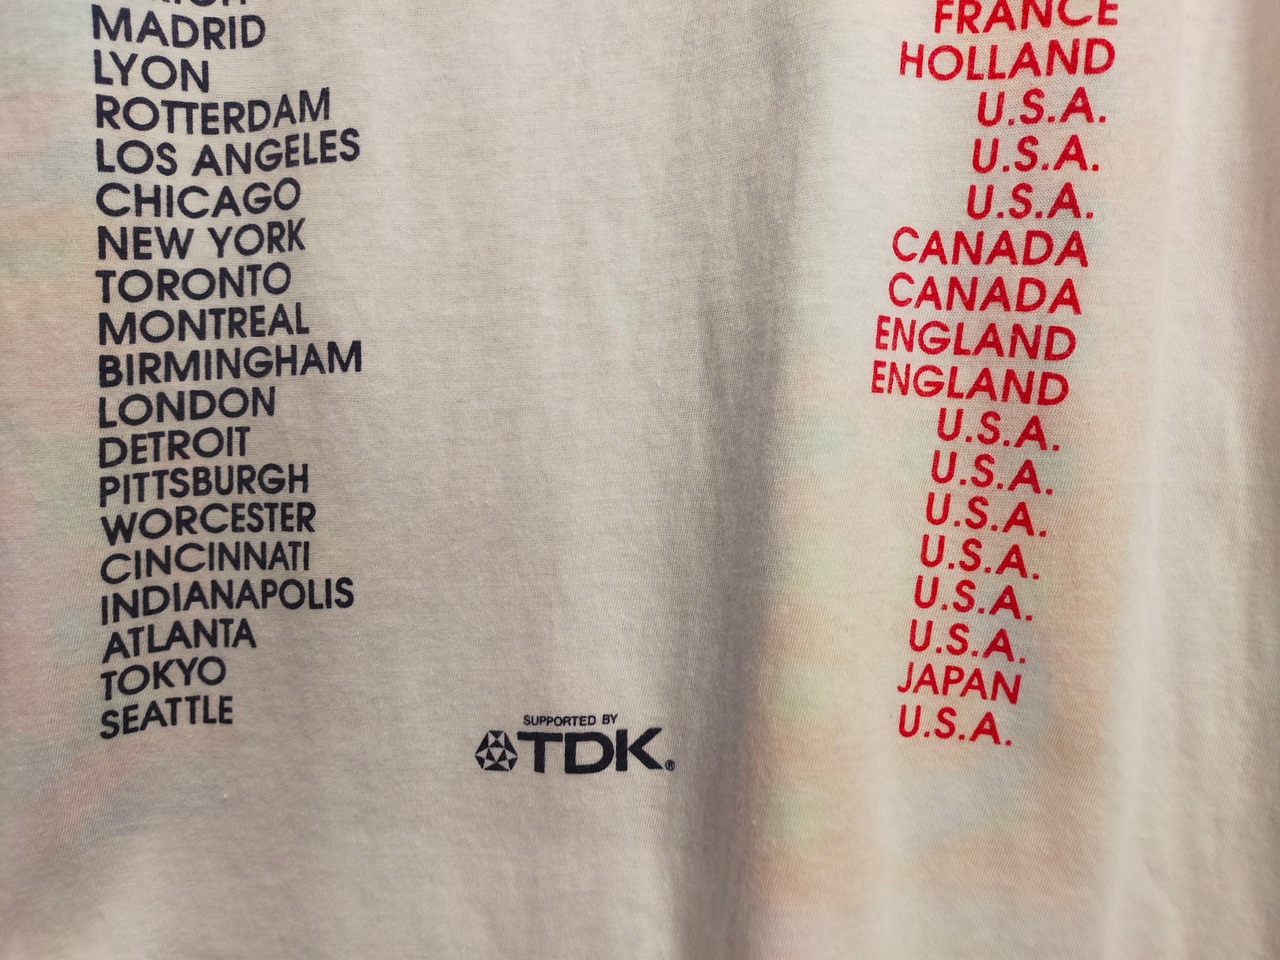 MADRID
LYON FRANCE
ROTTERDAM HOLLAND
LOS ANGELES U.S.A.
CHICAGO U.S.A.
NEW YORK U.S.A.
TORONTO CANADA
MONTREAL CANADA
BIRMINGHAM ENGLAND
LONDON ENGLAND
DETROIT U.S.A.
PITTSBURGH U.S.A.
WORCESTER U.S.A.
CINCINNATI U.S.A.
INDIANAPOLIS U.S.A.
ATLANTA U.S.A.
TOKYO JAPAN
SEATTLE U.S.A.
SUPPORTED BY
TDK®